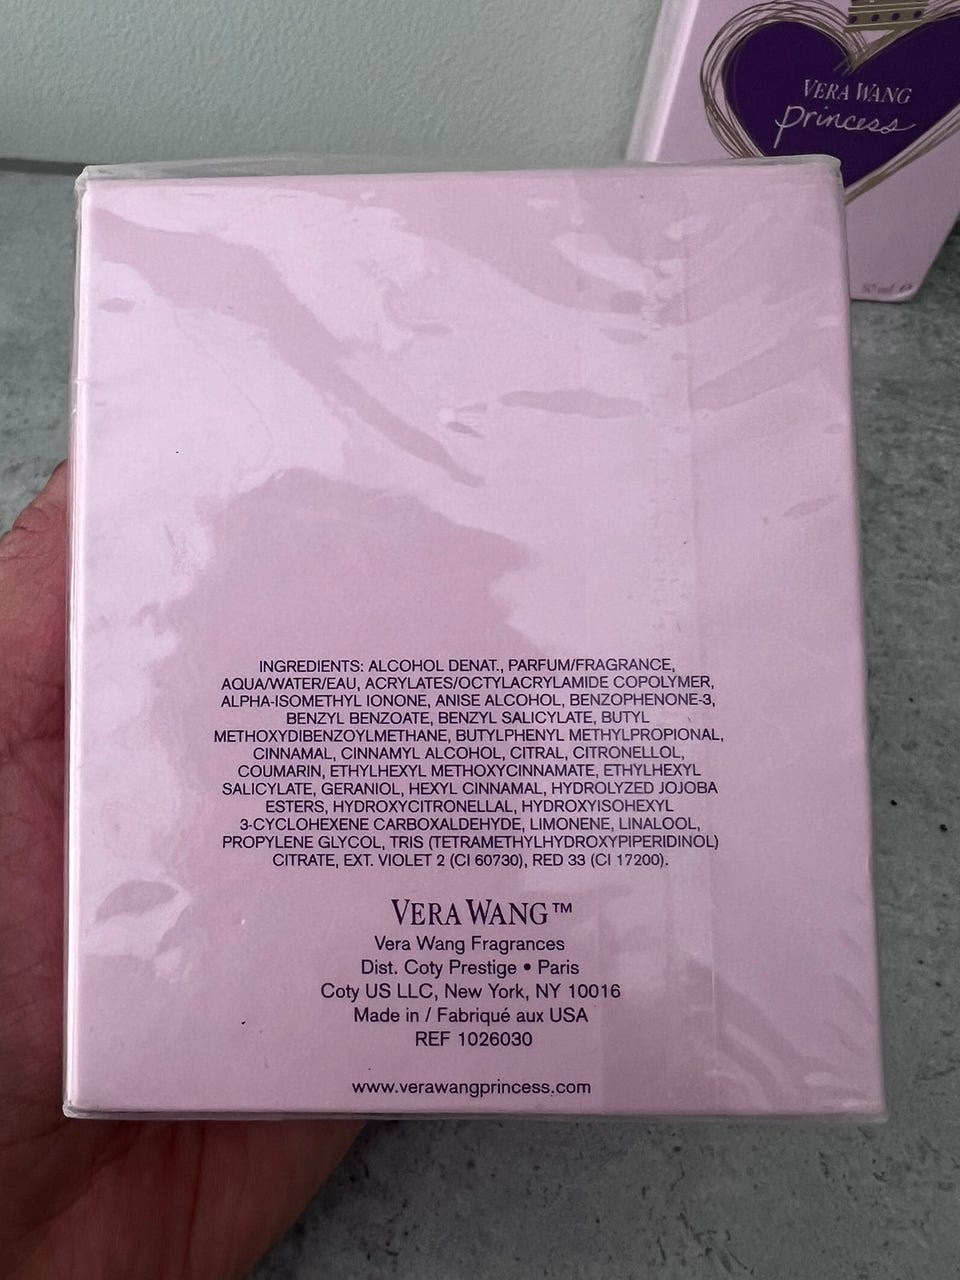 VERA WANG
princess
INGREDIENTS: ALCOHOL DENAT., PARFUM/FRAGRANCE,
AQUA/WATER/EAU, ACRYLATES/OCTYLACRYLAMIDE COPOLYMER,
ALPHA-ISOMETHYL IONONE, ANISE ALCOHOL, BENZOPHENONE-3,
BENZYL BENZOATE, BENZYL SALICYLATE, BUTYL
METHOXYDIBENZOYLMETHANE, BUTYLPHENYL METHYLPROPIONAL,
CINNAMAL, CINNAMYL ALCOHOL, CITRAL, CITRONELLOL,
COUMARIN, ETHYLHEXYL METHOXYCINNAMATE, ETHYLHEXYL
SALICYLATE, GERANIOL, HEXYL CINNAMAL, HYDROLYZED JOJOBA
ESTERS, HYDROXYCITRONELLAL, HYDROXYISOHEXYL
3-CYCLOHEXENE CARBOXALDEHYDE, LIMONENE, LINALOOL,
PROPYLENE GLYCOL, TRIS (TETRAMETHYLHYDROXYPIPERIDINOL)
CITRATE, EXT. VIOLET 2 (CI 60730), RED 33 (CI 17200).
VERA WANG™
Vera Wang Fragrances
Dist. Coty Prestige • Paris
Coty US LLC, New York, NY 10016
Made in / Fabriqué aux USA
REF 1026030
www.verawangprincess.com